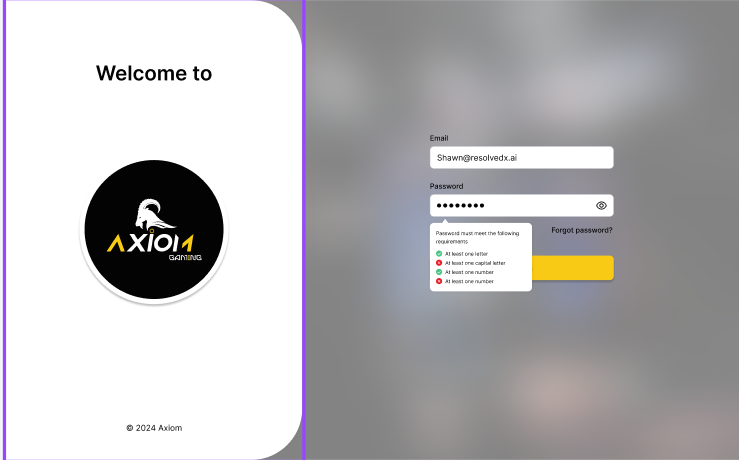 Welcome to
AXIOM
GAMING
© 2024 Axiom
Email
Shawn@resolvedx.ai
Password
Forgot password?
Password must meet the following
requirements
At least one letter
At least one capital letter
At least one number
At least one number